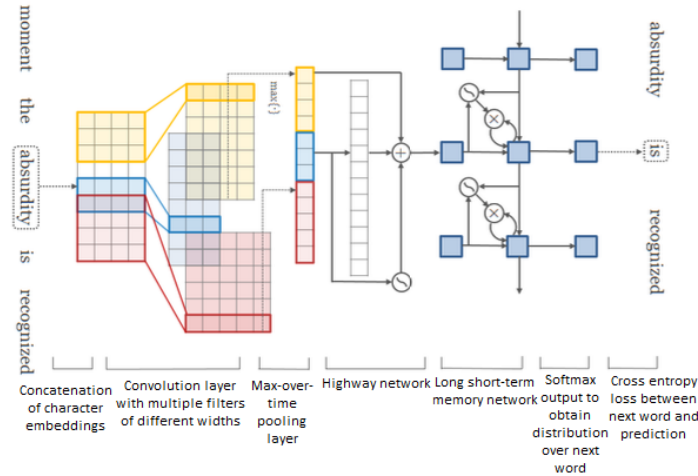 moment the absurdity is recognized
max{·}
absurdity is recognized
Concatenation
of character
embeddings
Convolution layer
with multiple filters
of different widths
Max-over-
time
pooling
layer
Highway network
Long short-term
memory network
Softmax
output to
obtain
distribution
over next
word
Cross entropy
loss between
next word and
prediction